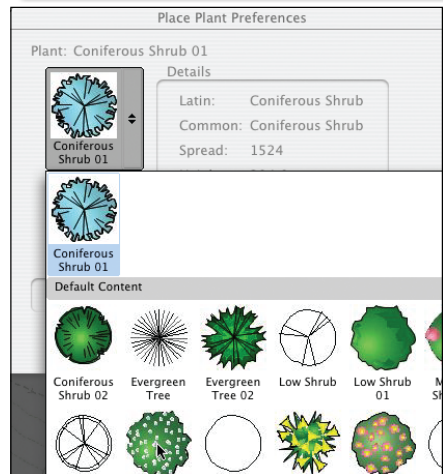 Place Plant Preferences
Plant: Coniferous Shrub 01
Details
Coniferous
Shrub 01
Latin: Coniferous Shrub
Common: Coniferous Shrub
Spread: 1524
Coniferous
Shrub 01
Default Content
Coniferous
Shrub 02
Evergreen
Tree
Evergreen
Tree 02
Low Shrub
Low Shrub
01